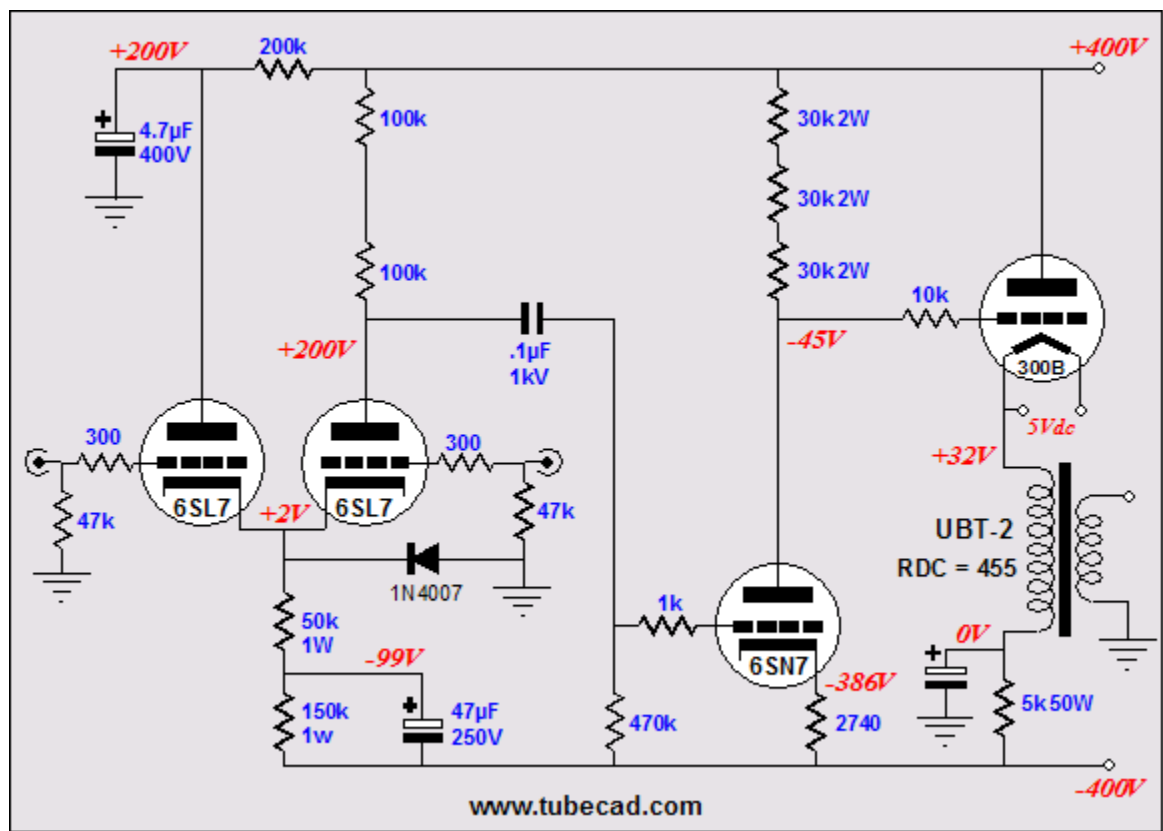 +200V
200k
+400V
4.7µF
400V
100k
30k 2W
30k 2W
100k
30k 2W
10k
+200V
.1µF
1kV
-45V
300B
5Vdc
300
300
+32V
6SL7
6SL7
47k
+2V
47k
UBT-2
RDC = 455
1N4007
1k
50k
1W
0V
6SN7
-99V
-386V
150k
1w
47µF
250V
470k
2740
5k 50W
-400V
www.tubecad.com
+
+
+